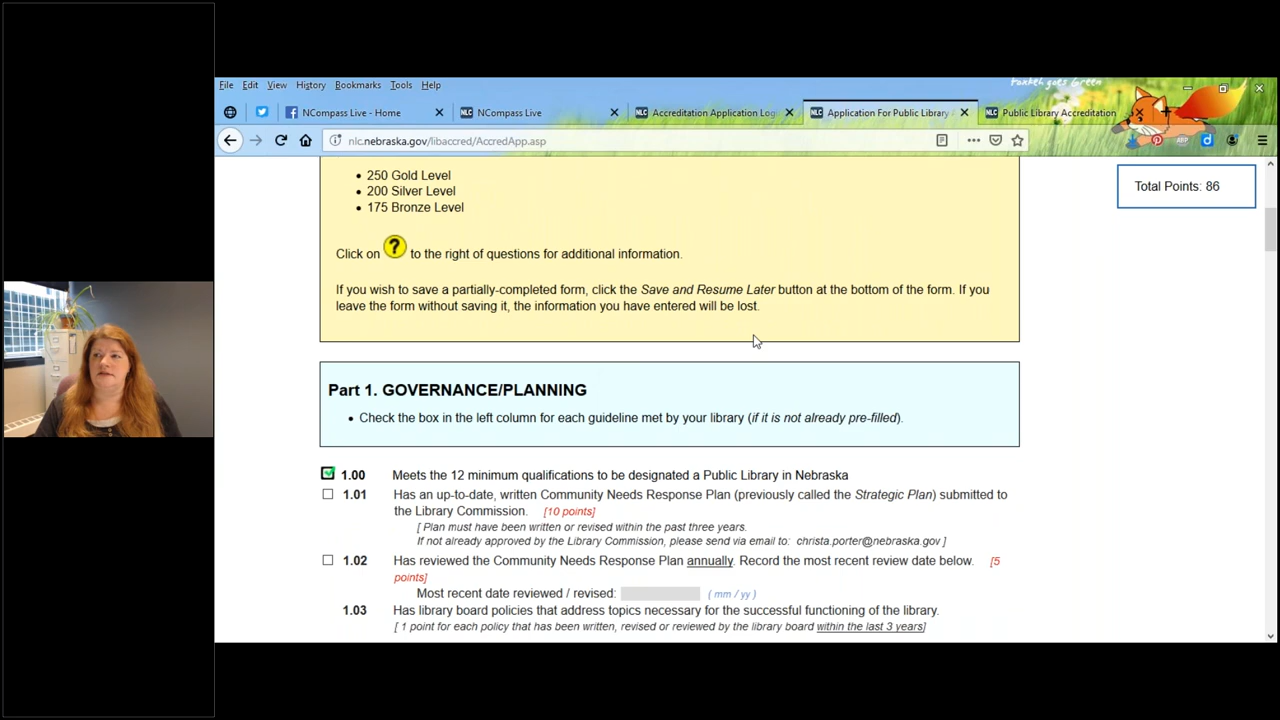 foxkeh goes Green
File Edit View History Bookmarks Tools Help
NCompass Live - Home
NCompass Live
Accreditation Application Log
Application For Public Library
Public Library Accreditation
nlc.nebraska.gov/libaccred/AccredApp.asp
250 Gold Level
200 Silver Level
175 Bronze Level
Total Points: 86
Click on ? to the right of questions for additional information.
If you wish to save a partially-completed form, click the Save and Resume Later button at the bottom of the form. If you
leave the form without saving it, the information you have entered will be lost.
Part 1. GOVERNANCE/PLANNING
Check the box in the left column for each guideline met by your library (if it is not already pre-filled).
1.00 Meets the 12 minimum qualifications to be designated a Public Library in Nebraska
1.01 Has an up-to-date, written Community Needs Response Plan (previously called the Strategic Plan) submitted to
the Library Commission. [10 points]
[ Plan must have been written or revised within the past three years.
If not already approved by the Library Commission, please send via email to: christa.porter@nebraska.gov ]
1.02 Has reviewed the Community Needs Response Plan annually. Record the most recent review date below. [5
points]
Most recent date reviewed / revised: ( mm / yy )
1.03 Has library board policies that address topics necessary for the successful functioning of the library.
[ 1 point for each policy that has been written, revised or reviewed by the library board within the last 3 years]